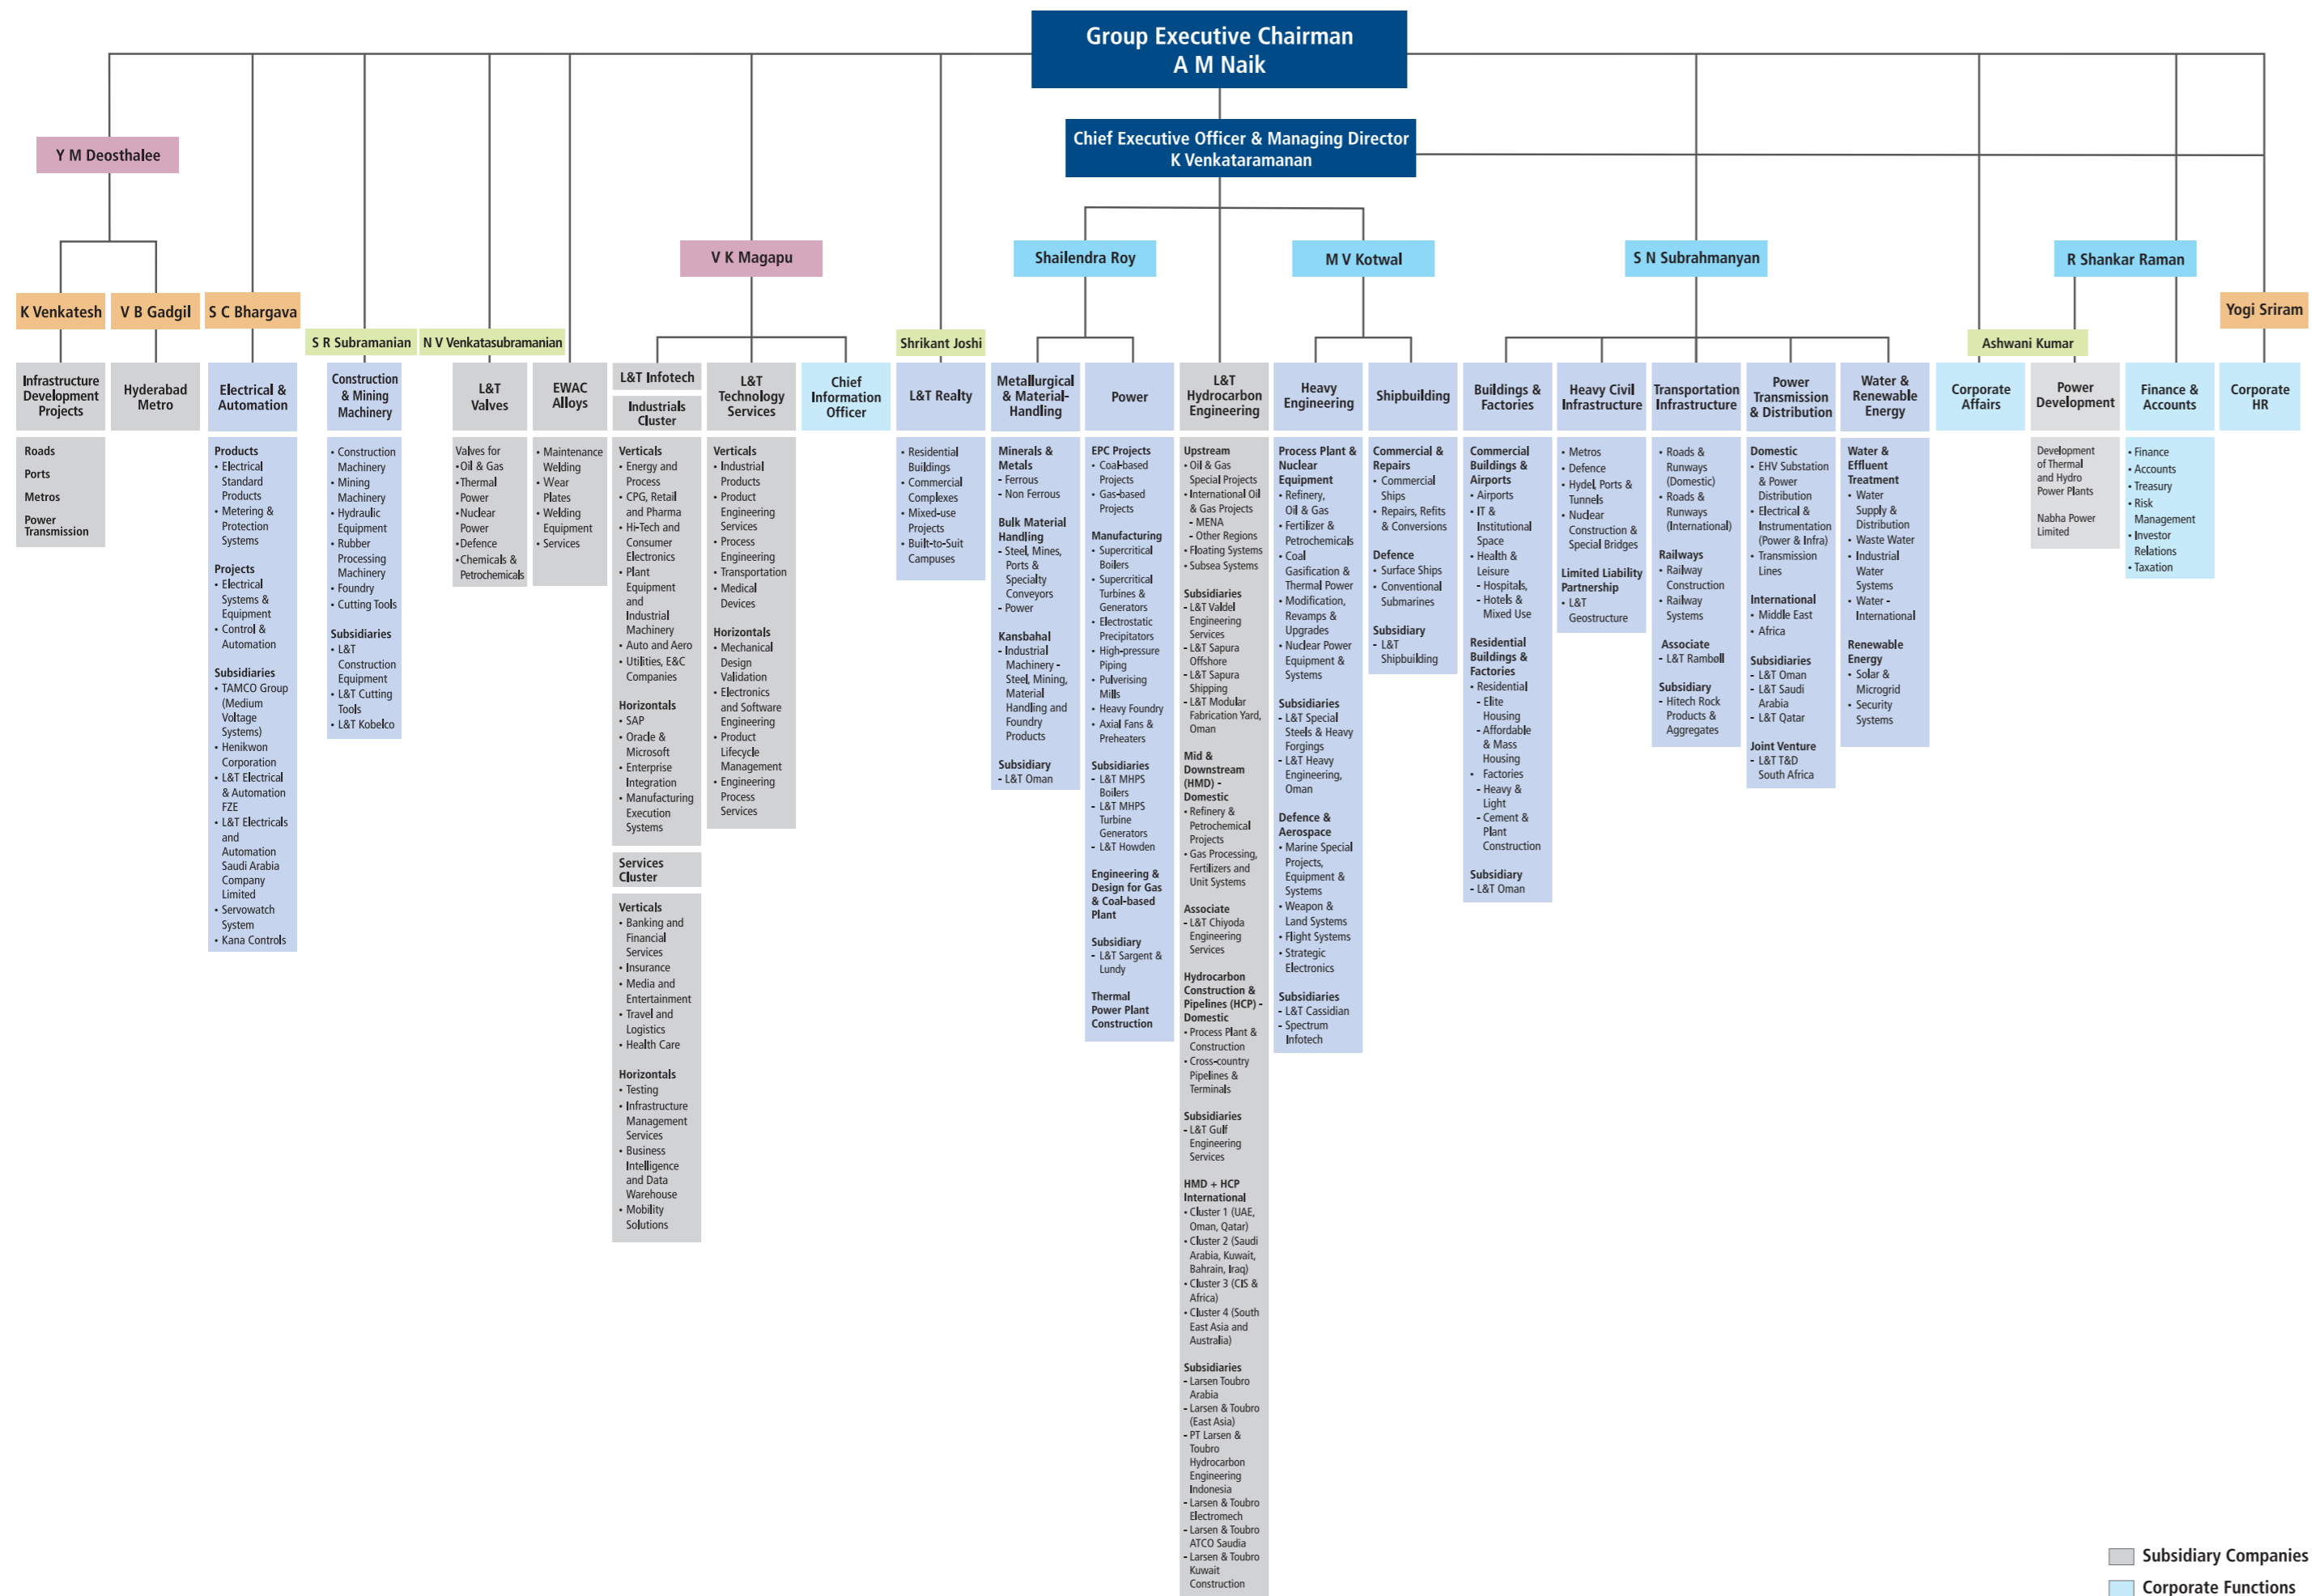 Group Executive Chairman
A M Naik
Chief Executive Officer & Managing Director
K Venkataramanan
Y M Deosthalee
V K Magapu
Shailendra Roy
M V Kotwal
S N Subrahmanyan
R Shankar Raman
K Venkatesh
V B Gadgil
S C Bhargava
Yogi Sriram
S R Subramanian
N V Venkatasubramanian
Shrikant Joshi
Ashwani Kumar
Infrastructure
Development
Projects
Roads
Ports
Metros
Power
Transmission
Hyderabad
Metro
Electrical &
Automation
Products
• Electrical
Standard
Products
• Metering &
Protection
Systems
Projects
• Electrical
Systems &
Equipment
• Control &
Automation
Subsidiaries
• TAMCO Group
(Medium
Voltage
Systems)
• Henikwon
Corporation
• L&T Electrical
& Automation
FZE
• L&T Electricals
and
Automation
Saudi Arabia
Company
Limited
• Servowatch
System
• Kana Controls
Construction
& Mining
Machinery
• Construction
Machinery
• Mining
Machinery
• Hydraulic
Equipment
• Rubber
Processing
Machinery
• Foundry
• Cutting Tools
Subsidiaries
• L&T
Construction
Equipment
• L&T Cutting
Tools
• L&T Kobelco
L&T
Valves
Valves for
•Oil & Gas
•Thermal
Power
•Nuclear
Power
•Defence
•Chemicals &
Petrochemicals
EWAC
Alloys
• Maintenance
Welding
• Wear
Plates
• Welding
Equipment
• Services
L&T Infotech
Industrials
Cluster
Verticals
• Energy and
Process
• CPG, Retail
and Pharma
• Hi-Tech and
Consumer
Electronics
• Plant
Equipment
and
Industrial
Machinery
• Auto and Aero
• Utilities, E&C
Companies
Horizontals
• SAP
• Oracle &
Microsoft
• Enterprise
Integration
• Manufacturing
Execution
Systems
Services
Cluster
Verticals
• Banking and
Financial
Services
• Insurance
• Media and
Entertainment
• Travel and
Logistics
• Health Care
Horizontals
• Testing
• Infrastructure
Management
Services
• Business
Intelligence
and Data
Warehouse
• Mobility
Solutions
L&T
Technology
Services
Verticals
• Industrial
Products
• Product
Engineering
Services
• Process
Engineering
• Transportation
• Medical
Devices
Horizontals
• Mechanical
Design
Validation
• Electronics
and Software
Engineering
• Product
Lifecycle
Management
• Engineering
Process
Services
Chief
Information
Officer
L&T Realty
• Residential
Buildings
• Commercial
Complexes
• Mixed-use
Projects
• Built-to-Suit
Campuses
Metallurgical
& Material-
Handling
Minerals &
Metals
- Ferrous
- Non Ferrous
Bulk Material
Handling
- Steel, Mines,
Ports &
Specialty
Conveyors
- Power
Kansbahal
- Industrial
Machinery -
Steel, Mining,
Material
Handling and
Foundry
Products
Subsidiary
- L&T Oman
Power
EPC Projects
• Coal-based
Projects
• Gas-based
Projects
Manufacturing
• Supercritical
Boilers
• Supercritical
Turbines &
Generators
• Electrostatic
Precipitators
• High-pressure
Piping
• Pulverising
Mills
• Heavy Foundry
• Axial Fans &
Preheaters
Subsidiaries
- L&T MHPS
Boilers
- L&T MHPS
Turbine
Generators
- L&T Howden
Engineering &
Design for Gas
& Coal-based
Plant
Subsidiary
- L&T Sargent &
Lundy
Thermal
Power Plant
Construction
L&T
Hydrocarbon
Engineering
Upstream
• Oil & Gas
Special Projects
• International Oil
& Gas Projects
- MENA
- Other Regions
• Floating Systems
• Subsea Systems
Subsidiaries
- L&T Valdel
Engineering
Services
- L&T Sapura
Offshore
- L&T Sapura
Shipping
- L&T Modular
Fabrication Yard,
Oman
Mid &
Downstream
(HMD) -
Domestic
• Refinery &
Petrochemical
Projects
• Gas Processing,
Fertilizers and
Unit Systems
Associate
- L&T Chiyoda
Engineering
Services
Hydrocarbon
Construction &
Pipelines (HCP) -
Domestic
• Process Plant &
Construction
• Cross-country
Pipelines &
Terminals
Subsidiaries
- L&T Gulf
Engineering
Services
HMD + HCP
International
• Cluster 1 (UAE,
Oman, Qatar)
• Cluster 2 (Saudi
Arabia, Kuwait,
Bahrain, Iraq)
• Cluster 3 (CIS &
Africa)
• Cluster 4 (South
East Asia and
Australia)
Subsidiaries
- Larsen Toubro
Arabia
- Larsen & Toubro
(East Asia)
- PT Larsen &
Toubro
Hydrocarbon
Engineering
Indonesia
- Larsen & Toubro
Electromech
- Larsen & Toubro
ATCO Saudia
- Larsen & Toubro
Kuwait
Construction
Heavy
Engineering
Process Plant &
Nuclear
Equipment
• Refinery,
Oil & Gas
• Fertilizer &
Petrochemicals
• Coal
Gasification &
Thermal Power
• Modification,
Revamps &
Upgrades
• Nuclear Power
Equipment &
Systems
Subsidiaries
- L&T Special
Steels & Heavy
Forgings
- L&T Heavy
Engineering,
Oman
Defence &
Aerospace
• Marine Special
Projects,
Equipment &
Systems
• Weapon &
Land Systems
• Flight Systems
• Strategic
Electronics
Subsidiaries
- L&T Cassidian
- Spectrum
Infotech
Shipbuilding
Commercial &
Repairs
• Commercial
Ships
• Repairs, Refits
& Conversions
Defence
• Surface Ships
• Conventional
Submarines
Subsidiary
- L&T
Shipbuilding
Buildings &
Factories
Commercial
Buildings &
Airports
• Airports
• IT &
Institutional
Space
• Health &
Leisure
- Hospitals,
- Hotels &
Mixed Use
Residential
Buildings &
Factories
• Residential
- Elite
Housing
- Affordable
& Mass
Housing
• Factories
- Heavy &
Light
- Cement &
Plant
Construction
Subsidiary
- L&T Oman
Heavy Civil
Infrastructure
• Metros
• Defence
• Hydel, Ports &
Tunnels
• Nuclear
Construction &
Special Bridges
Limited Liability
Partnership
• L&T
Geostructure
Transportation
Infrastructure
• Roads &
Runways
(Domestic)
• Roads &
Runways
(International)
Railways
• Railway
Construction
• Railway
Systems
Associate
- L&T Rambøll
Subsidiary
- Hitech Rock
Products &
Aggregates
Power
Transmission
& Distribution
Domestic
• EHV Substation
& Power
Distribution
• Electrical &
Instrumentation
(Power & Infra)
• Transmission
Lines
International
• Middle East
• Africa
Subsidiaries
- L&T Oman
- L&T Saudi
Arabia
- L&T Qatar
Joint Venture
- L&T T&D
South Africa
Water &
Renewable
Energy
Water &
Effluent
Treatment
• Water
Supply &
Distribution
• Waste Water
• Industrial
Water
Systems
• Water -
International
Renewable
Energy
• Solar &
Microgrid
• Security
Systems
Corporate
Affairs
Power
Development
Development
of Thermal
and Hydro
Power Plants
Nabha Power
Limited
Finance &
Accounts
• Finance
• Accounts
• Treasury
• Risk
Management
• Investor
Relations
• Taxation
Corporate
HR
Subsidiary Companies
Corporate Functions